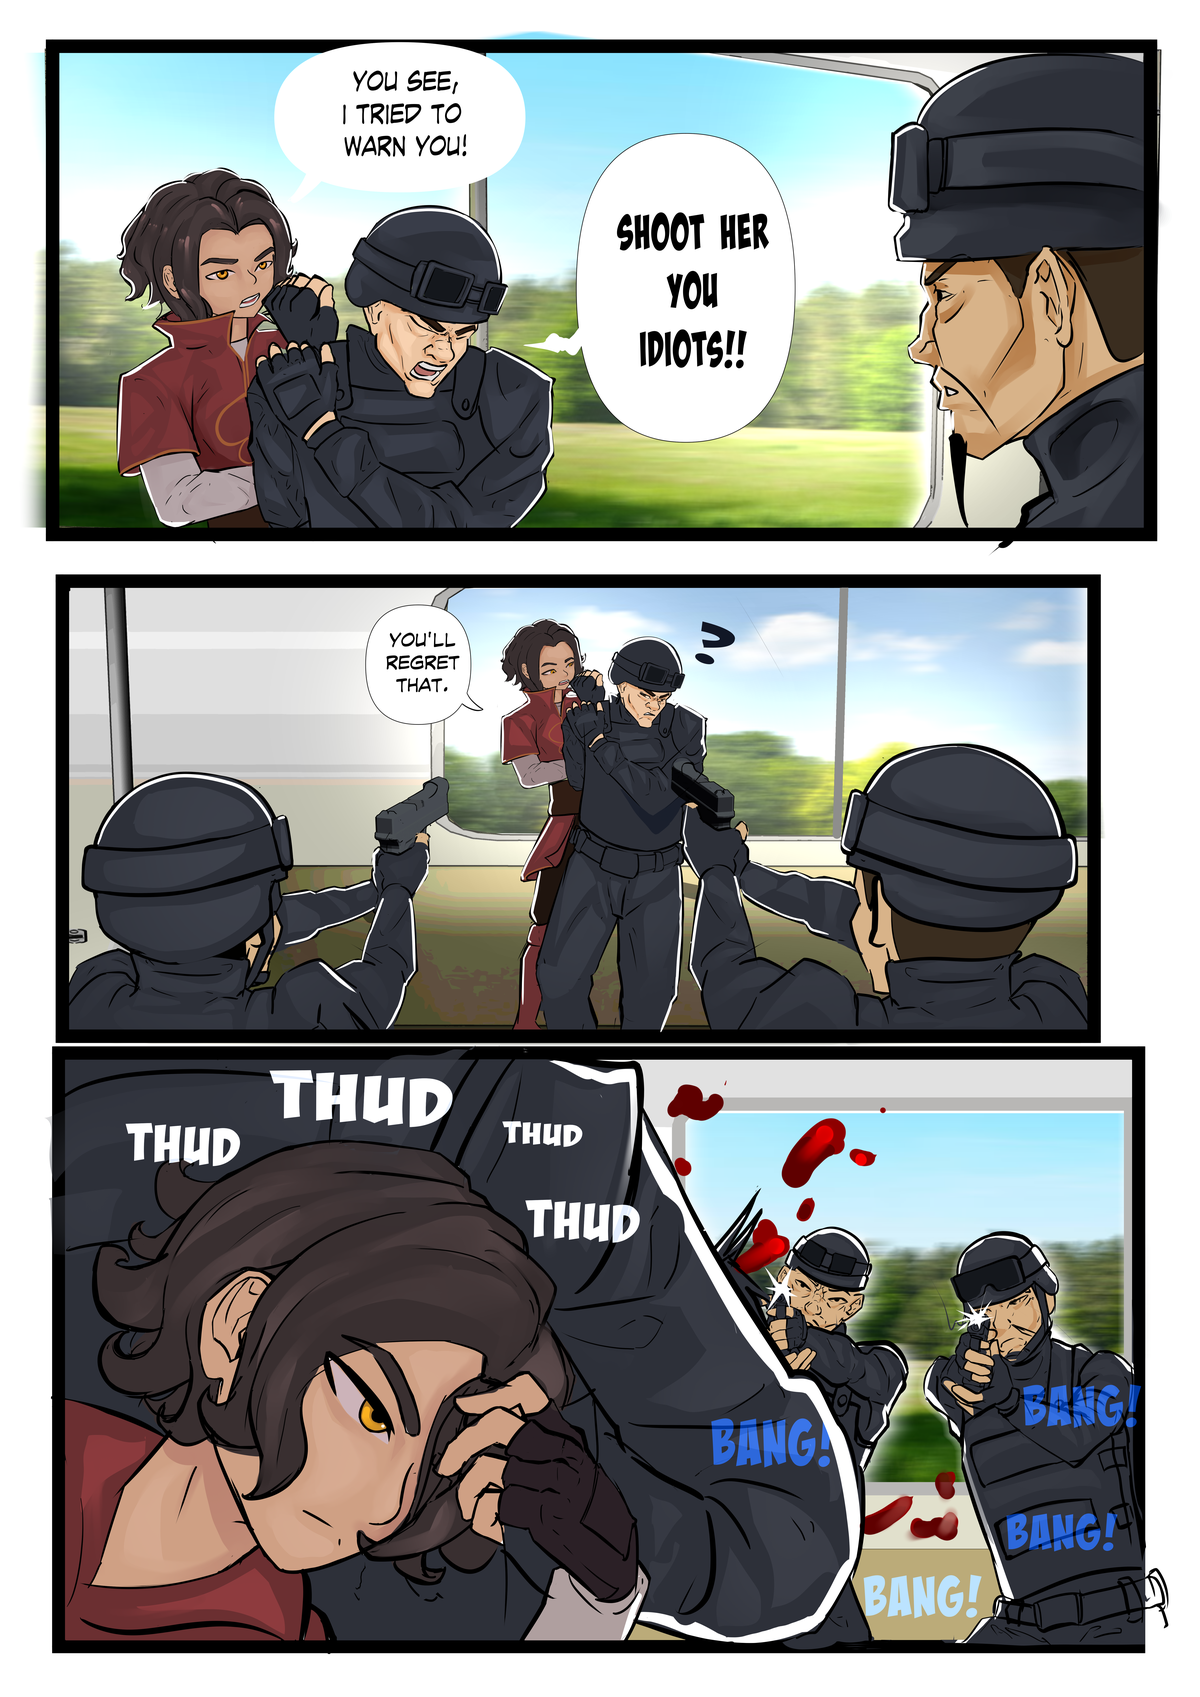 YOU SEE,
I TRIED TO
WARN YOU!
SHOOT HER
YOU
IDIOTS!!
YOU'LL
REGRET
THAT.
?
THUD
THUD
THUD
THUD
BANG!
BANG!
BANG!
BANG!